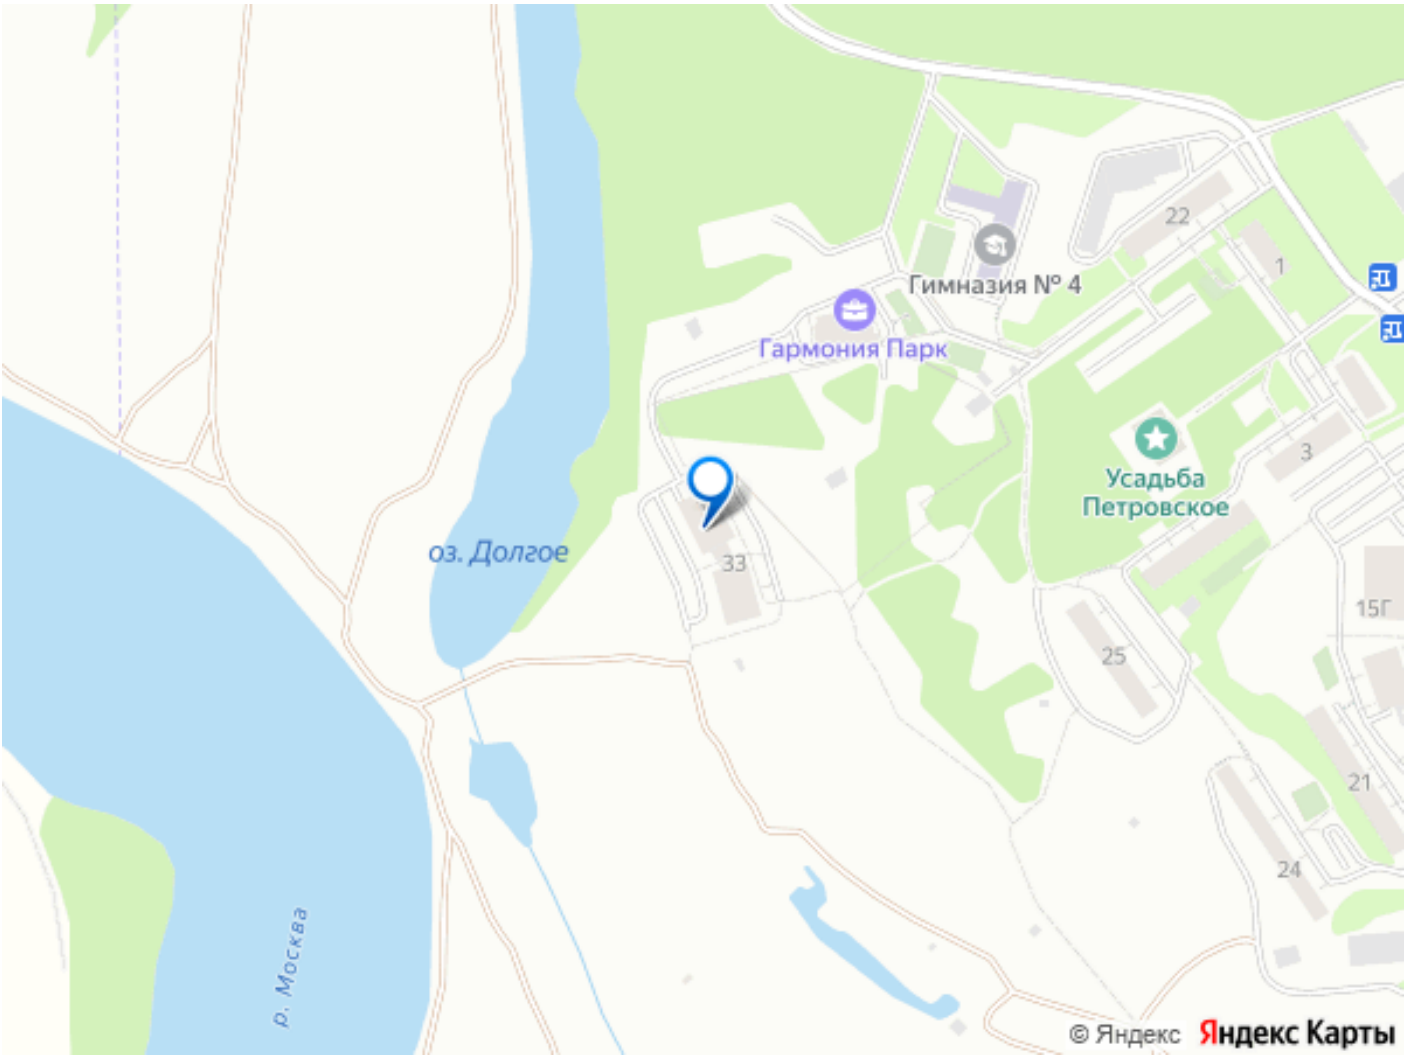 22
1
Гимназия № 4
Гармония Парк
3
Усадьба
Петровское
оз. Долгое
33
15Г
25
21
24
р. Москва
© Яндекс Яндекс Карты